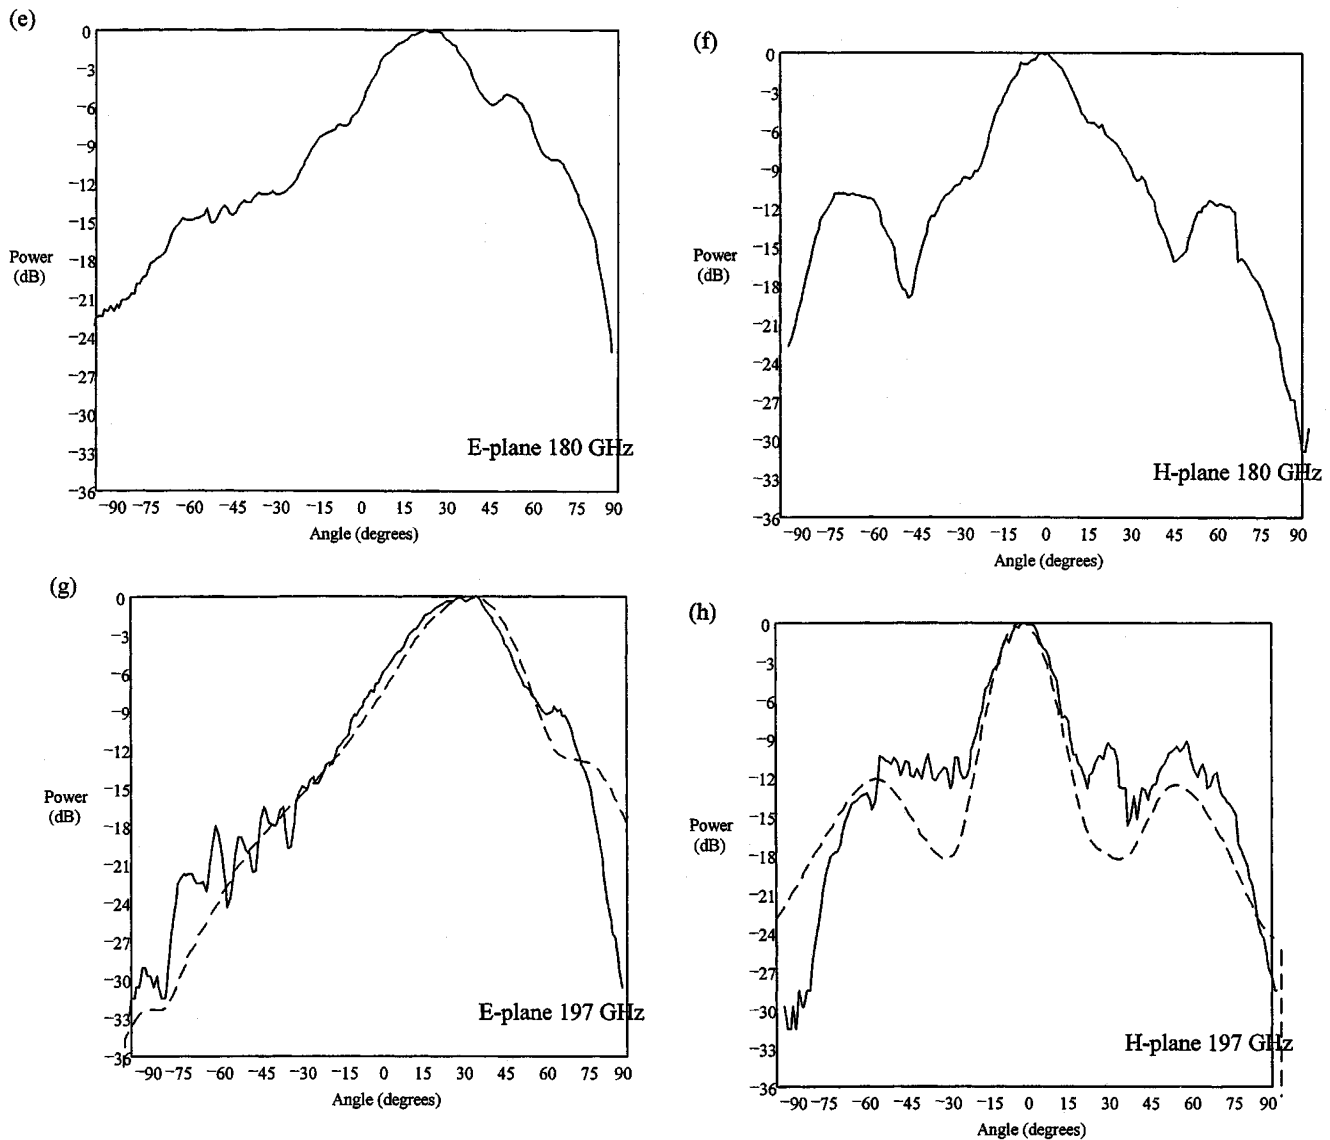 (e)
0
−3
−6
−9
−12
−15
−18
−21
−24
−27
−30
−33
−36
Power
(dB)
E-plane 180 GHz
−90 −75 −60 −45 −30 −15 0 15 30 45 60 75 90
Angle (degrees)
(f)
0
−3
−6
−9
−12
−15
−18
−21
−24
−27
−30
−33
−36
Power
(dB)
H-plane 180 GHz
−90 −75 −60 −45 −30 −15 0 15 30 45 60 75 90
Angle (degrees)
(g)
0
−3
−6
−9
−12
−15
−18
−21
−24
−27
−30
−33
−36
Power
(dB)
E-plane 197 GHz
−90 −75 −60 −45 −30 −15 0 15 30 45 60 75 90
Angle (degrees)
(h)
0
−3
−6
−9
−12
−15
−18
−21
−24
−27
−30
−33
−36
Power
(dB)
H-plane 197 GHz
−90 −75 −60 −45 −30 −15 0 15 30 45 60 75 90
Angle (degrees)